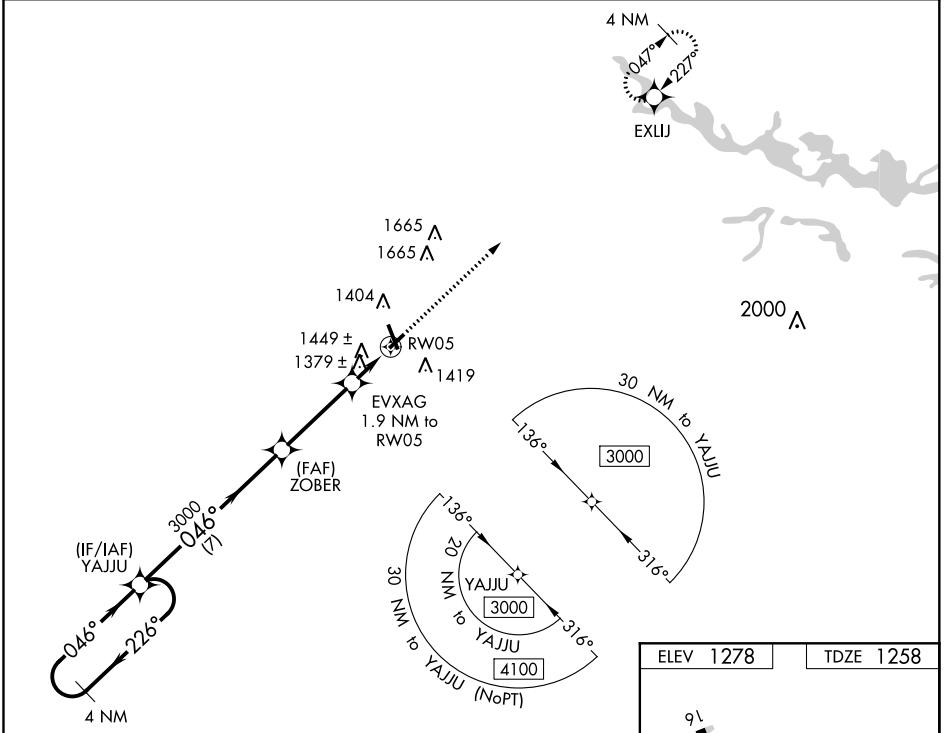 4 NM
047°
227°
EXLIJ
1665
1665
1404
2000
1449 ±
RW05
1379 ±
1419
EVXAG
1.9 NM to
RW05
30 NM to YAJJU
136°
3000
316°
(FAF)
ZOBER
3000
046°
(7)
(IF/IAF)
YAJJU
046°
226°
4 NM
136°
20 NM to YAJJU
YAJJU
3000
316°
30 NM to YAJJU (NoPT)
4100
ELEV 1278
TDZE 1258
16